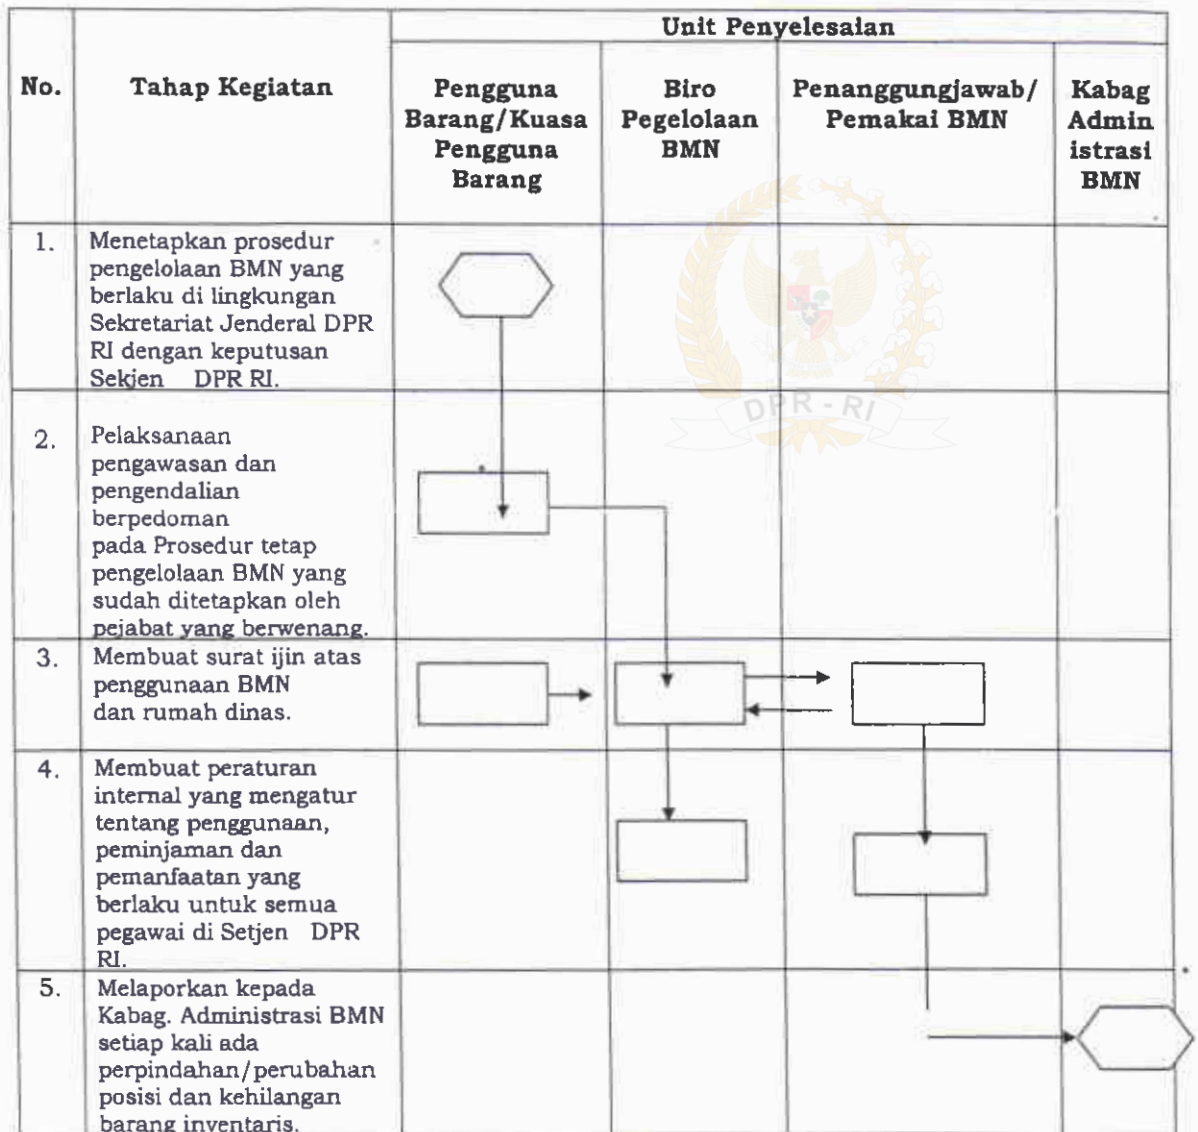 Unit Penyelesaian
No.
Tahap Kegiatan
Pengguna
Barang/Kuasa
Pengguna
Barang
Biro
Pegelolaan
BMN
Penanggungjawab/
Pemakai BMN
Kabag
Admin
istrasi
BMN
1.
Menetapkan prosedur
pengelolaan BMN yang
berlaku di lingkungan
Sekretariat Jenderal DPR
RI dengan keputusan
Sekjen DPR RI.
DPR - RI
2.
Pelaksanaan
pengawasan dan
pengendalian
berpedoman
pada Prosedur tetap
pengelolaan BMN yang
sudah ditetapkan oleh
pejabat yang berwenang.
3.
Membuat surat ijin atas
penggunaan BMN
dan rumah dinas.
4.
Membuat peraturan
internal yang mengatur
tentang penggunaan,
peminjaman dan
pemanfaatan yang
berlaku untuk semua
pegawai di Setjen DPR
RI.
5.
Melaporkan kepada
Kabag. Administrasi BMN
setiap kali ada
perpindahan/perubahan
posisi dan kehilangan
barang inventaris.